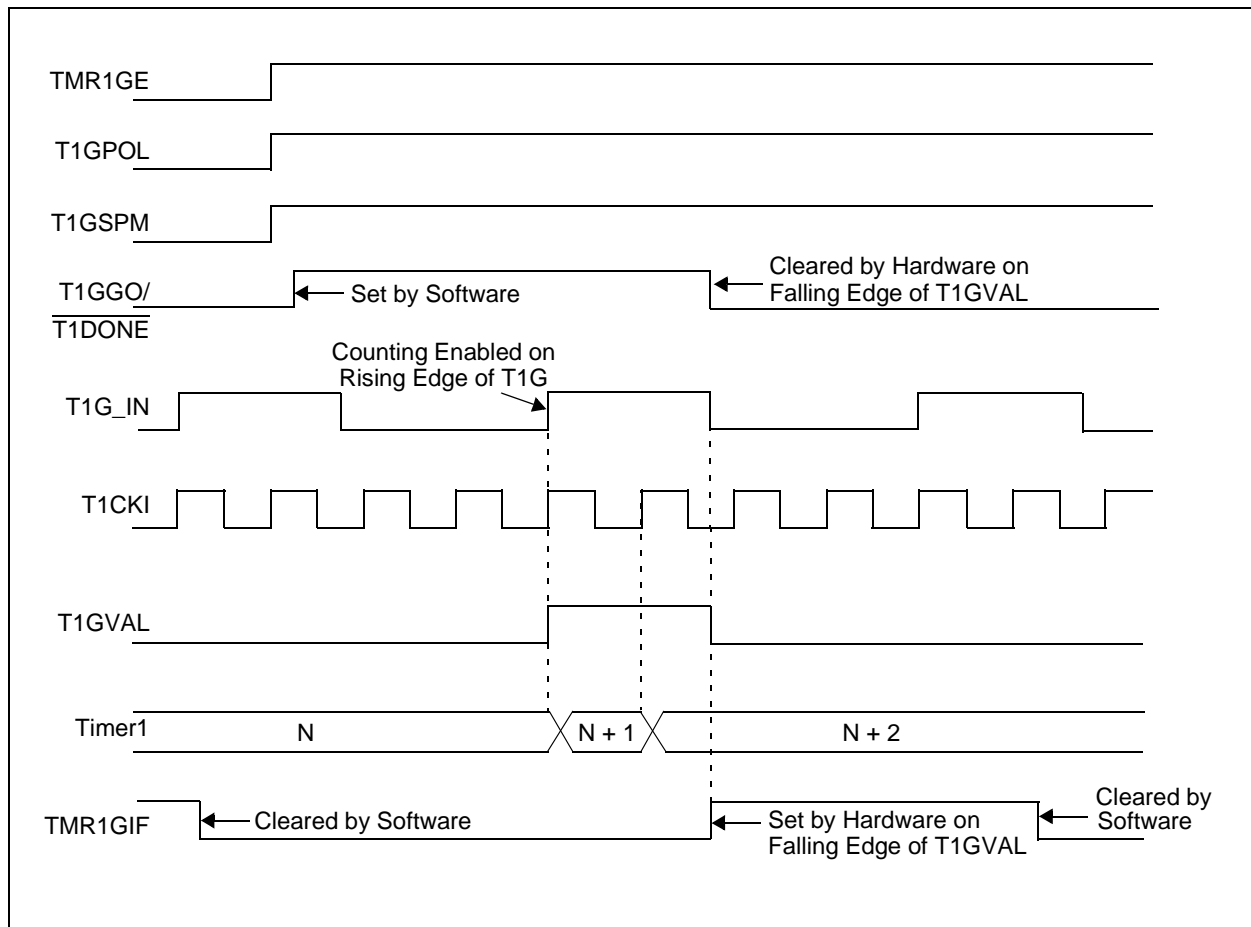 TMR1GE
T1GPOL
T1GSPM
T1GGO/
T1DONE
Set by Software
Cleared by Hardware on
Falling Edge of T1GVAL
Counting Enabled on
Rising Edge of T1G
T1G_IN
T1CKI
T1GVAL
Timer1
N
N + 1
N + 2
TMR1GIF
Cleared by Software
Set by Hardware on
Falling Edge of T1GVAL
Cleared by
Software